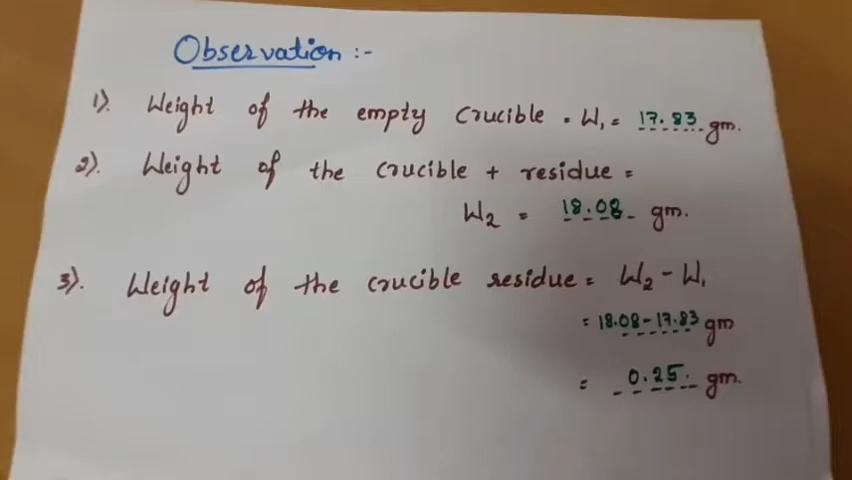 Observation :-
1). Weight of the empty crucible . W₁ = 17.83 gm.
2). Weight of the crucible + residue =
W₂ = 18.08 gm.
3). Weight of the crucible residue = W₂ - W₁
= 18.08-17.83 gm
= 0.25. gm.